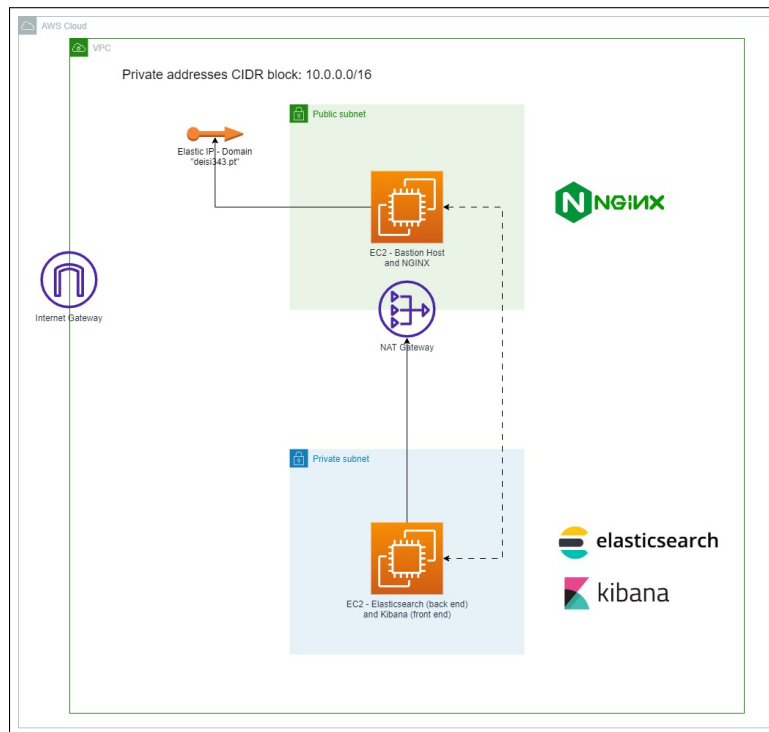 AWS Cloud
VPC
Private addresses CIDR block: 10.0.0.0/16
Public subnet
Elastic IP - Domain
"deisi343.pt"
EC2 - Bastion Host
and NGINX
NGINX
Internet Gateway
NAT Gateway
Private subnet
EC2 - Elasticsearch (back end)
and Kibana (front end)
elasticsearch
kibana